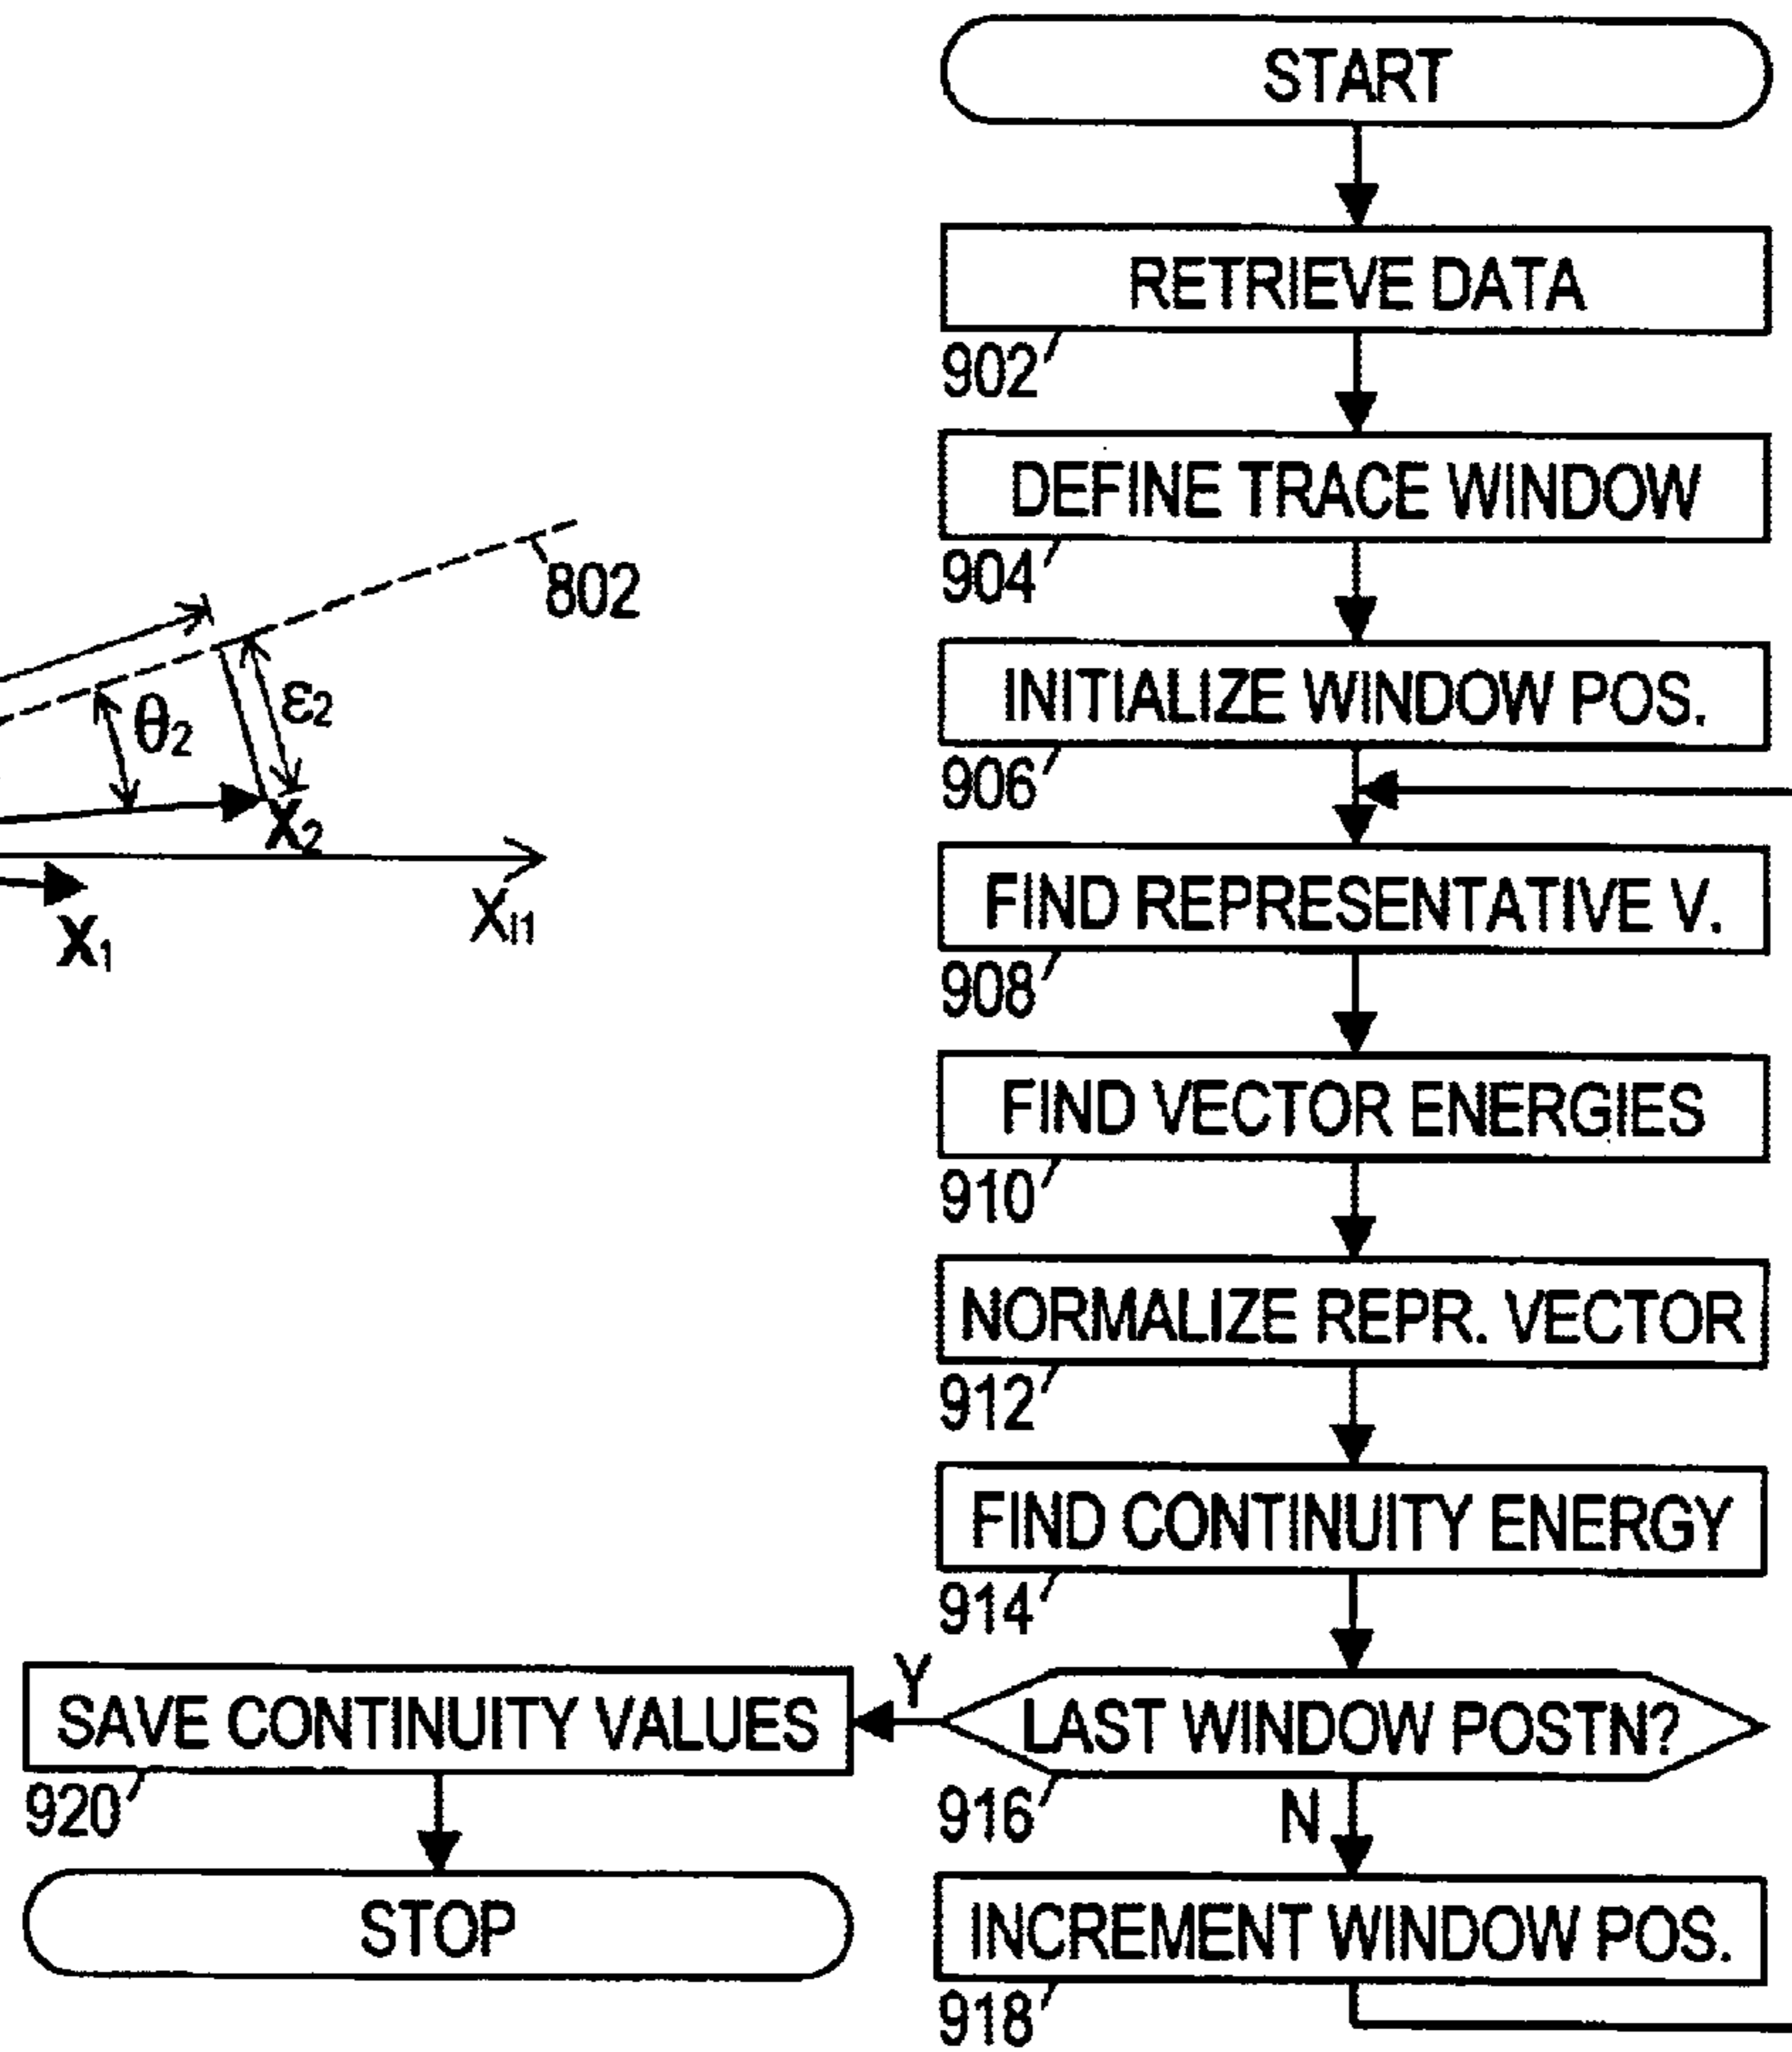 802
θ2
ε2
X2
X1
XI1
START
RETRIEVE DATA
902
DEFINE TRACE WINDOW
904
INITIALIZE WINDOW POS.
906
FIND REPRESENTATIVE V.
908
FIND VECTOR ENERGIES
910
NORMALIZE REPR. VECTOR
912
FIND CONTINUITY ENERGY
914
LAST WINDOW POSTN?
916
Y
N
SAVE CONTINUITY VALUES
920
STOP
INCREMENT WINDOW POS.
918